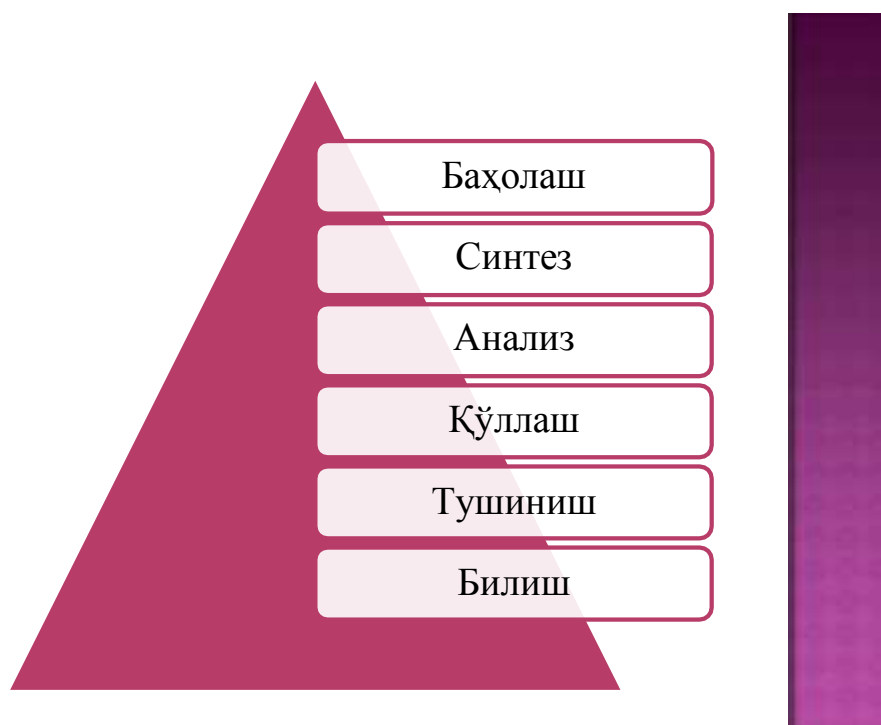 Баҳолаш
Синтез
Анализ
Қўллаш
Тушиниш
Билиш